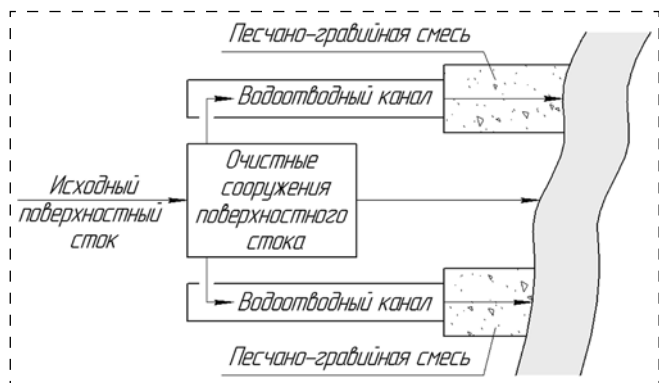 Песчано-гравийная смесь
Водоотводный канал
Исходный
поверхностный
сток
Очистные
сооружения
поверхностного
стока
Водоотводный канал
Песчано-гравийная смесь